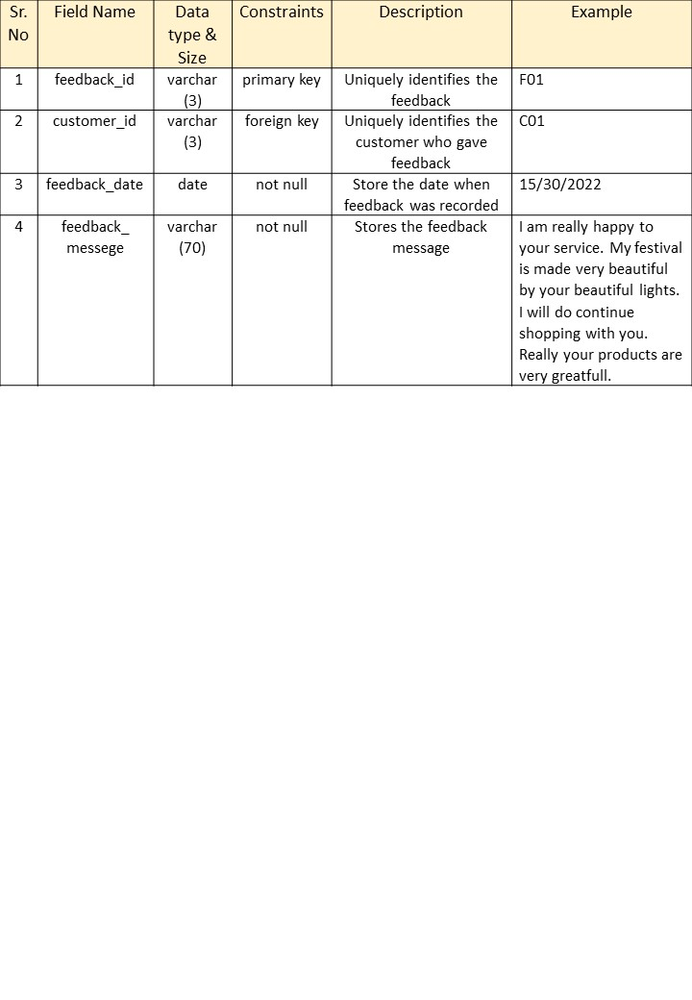 Sr. No
Field Name
Data type & Size
Constraints
Description
Example
1
feedback_id
varchar (3)
primary key
Uniquely identifies the
feedback
F01
2
customer_id
varchar (3)
foreign key
Uniquely identifies the
customer who gave
feedback
C01
3
feedback_date
date
not null
Store the date when
feedback was recorded
15/30/2022
4
feedback_
messege
varchar
(70)
not null
Stores the feedback
message
I am really happy to
your service. My festival
is made very beautiful
by your beautiful lights.
I will do continue
shopping with you.
Really your products are
very greatfull.